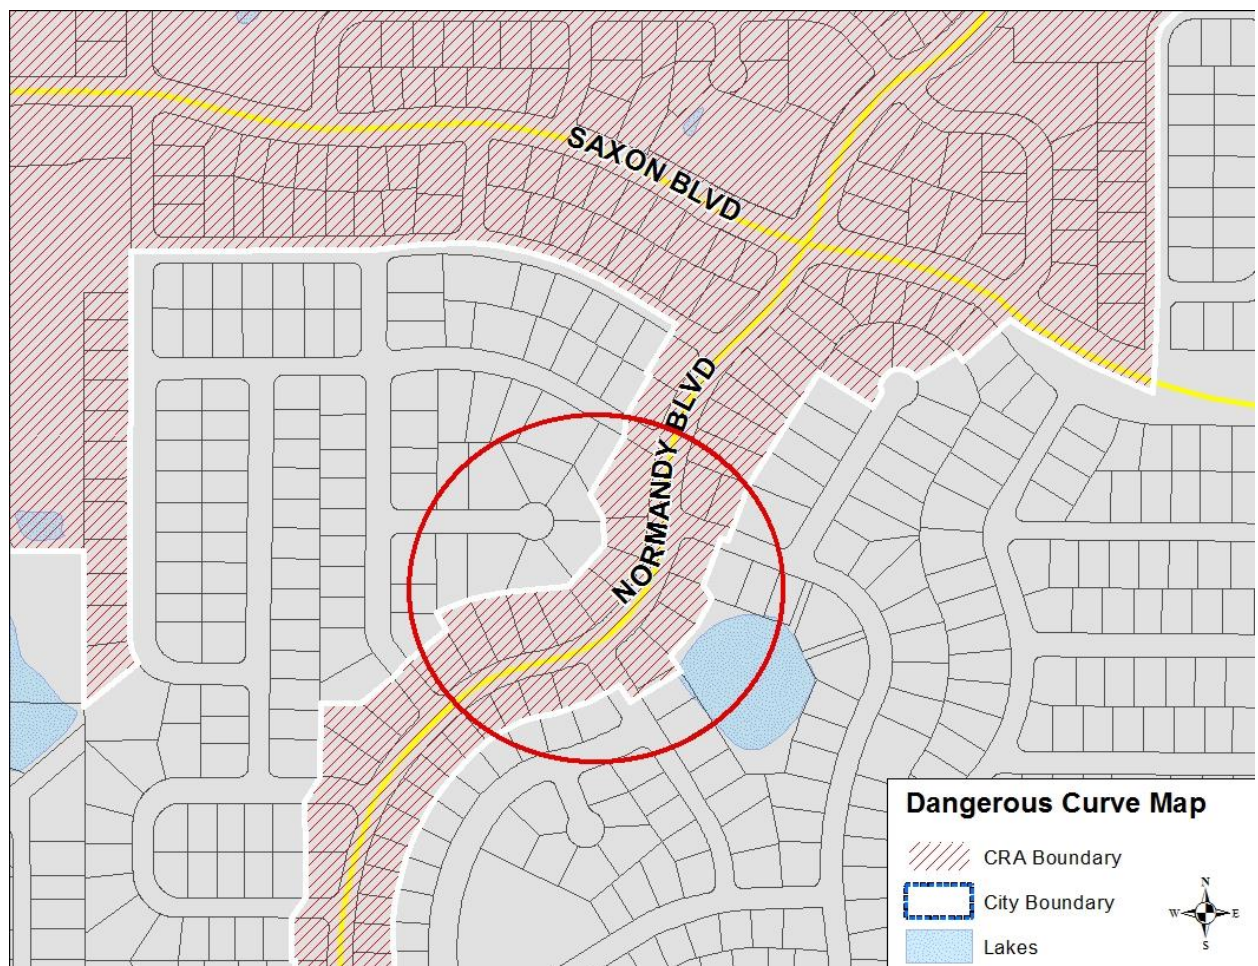 SAXON BLVD
NORMANDY BLVD
Dangerous Curve Map
CRA Boundary
City Boundary
Lakes
N
W E
S